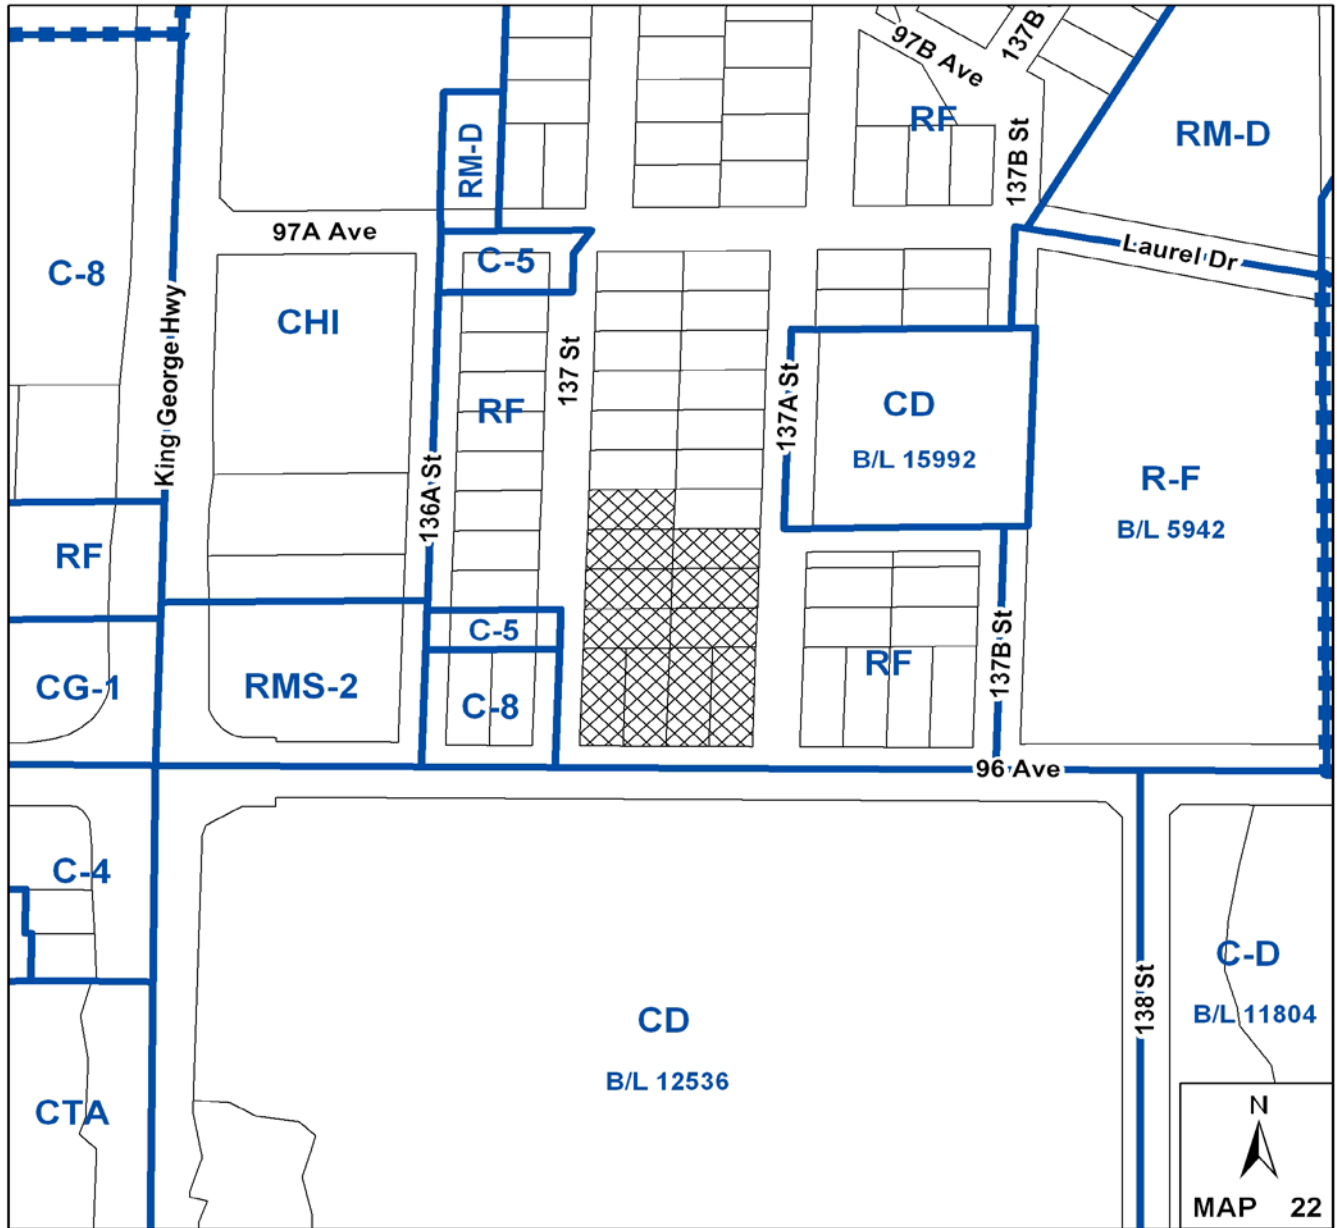 97B Ave
137B
RF
RM-D
RM-D
137B St
97A Ave
C-5
Laurel Dr
C-8
CHI
King George Hwy
137 St
137A St
RF
CD
B/L 15992
136A St
R-F
B/L 5942
RF
C-5
137B St
RF
CG-1
RMS-2
C-8
96 Ave
C-4
C-D
B/L 11804
138 St
CD
B/L 12536
CTA
N
MAP 22